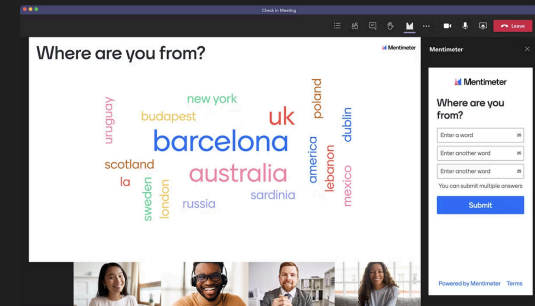 Check in Meeting
Leave
Where are you from?
Mentimeter
uruguay
new york
budapest
uk
poland
dublin
barcelona
scotland
australia
america
lebanon
mexico
la
sweden
london
russia
sardinia
Mentimeter
Mentimeter
Where are you
from?
Enter a word
Enter another word
Enter another word
You can submit multiple answers
Submit
Powered by Mentimeter Terms